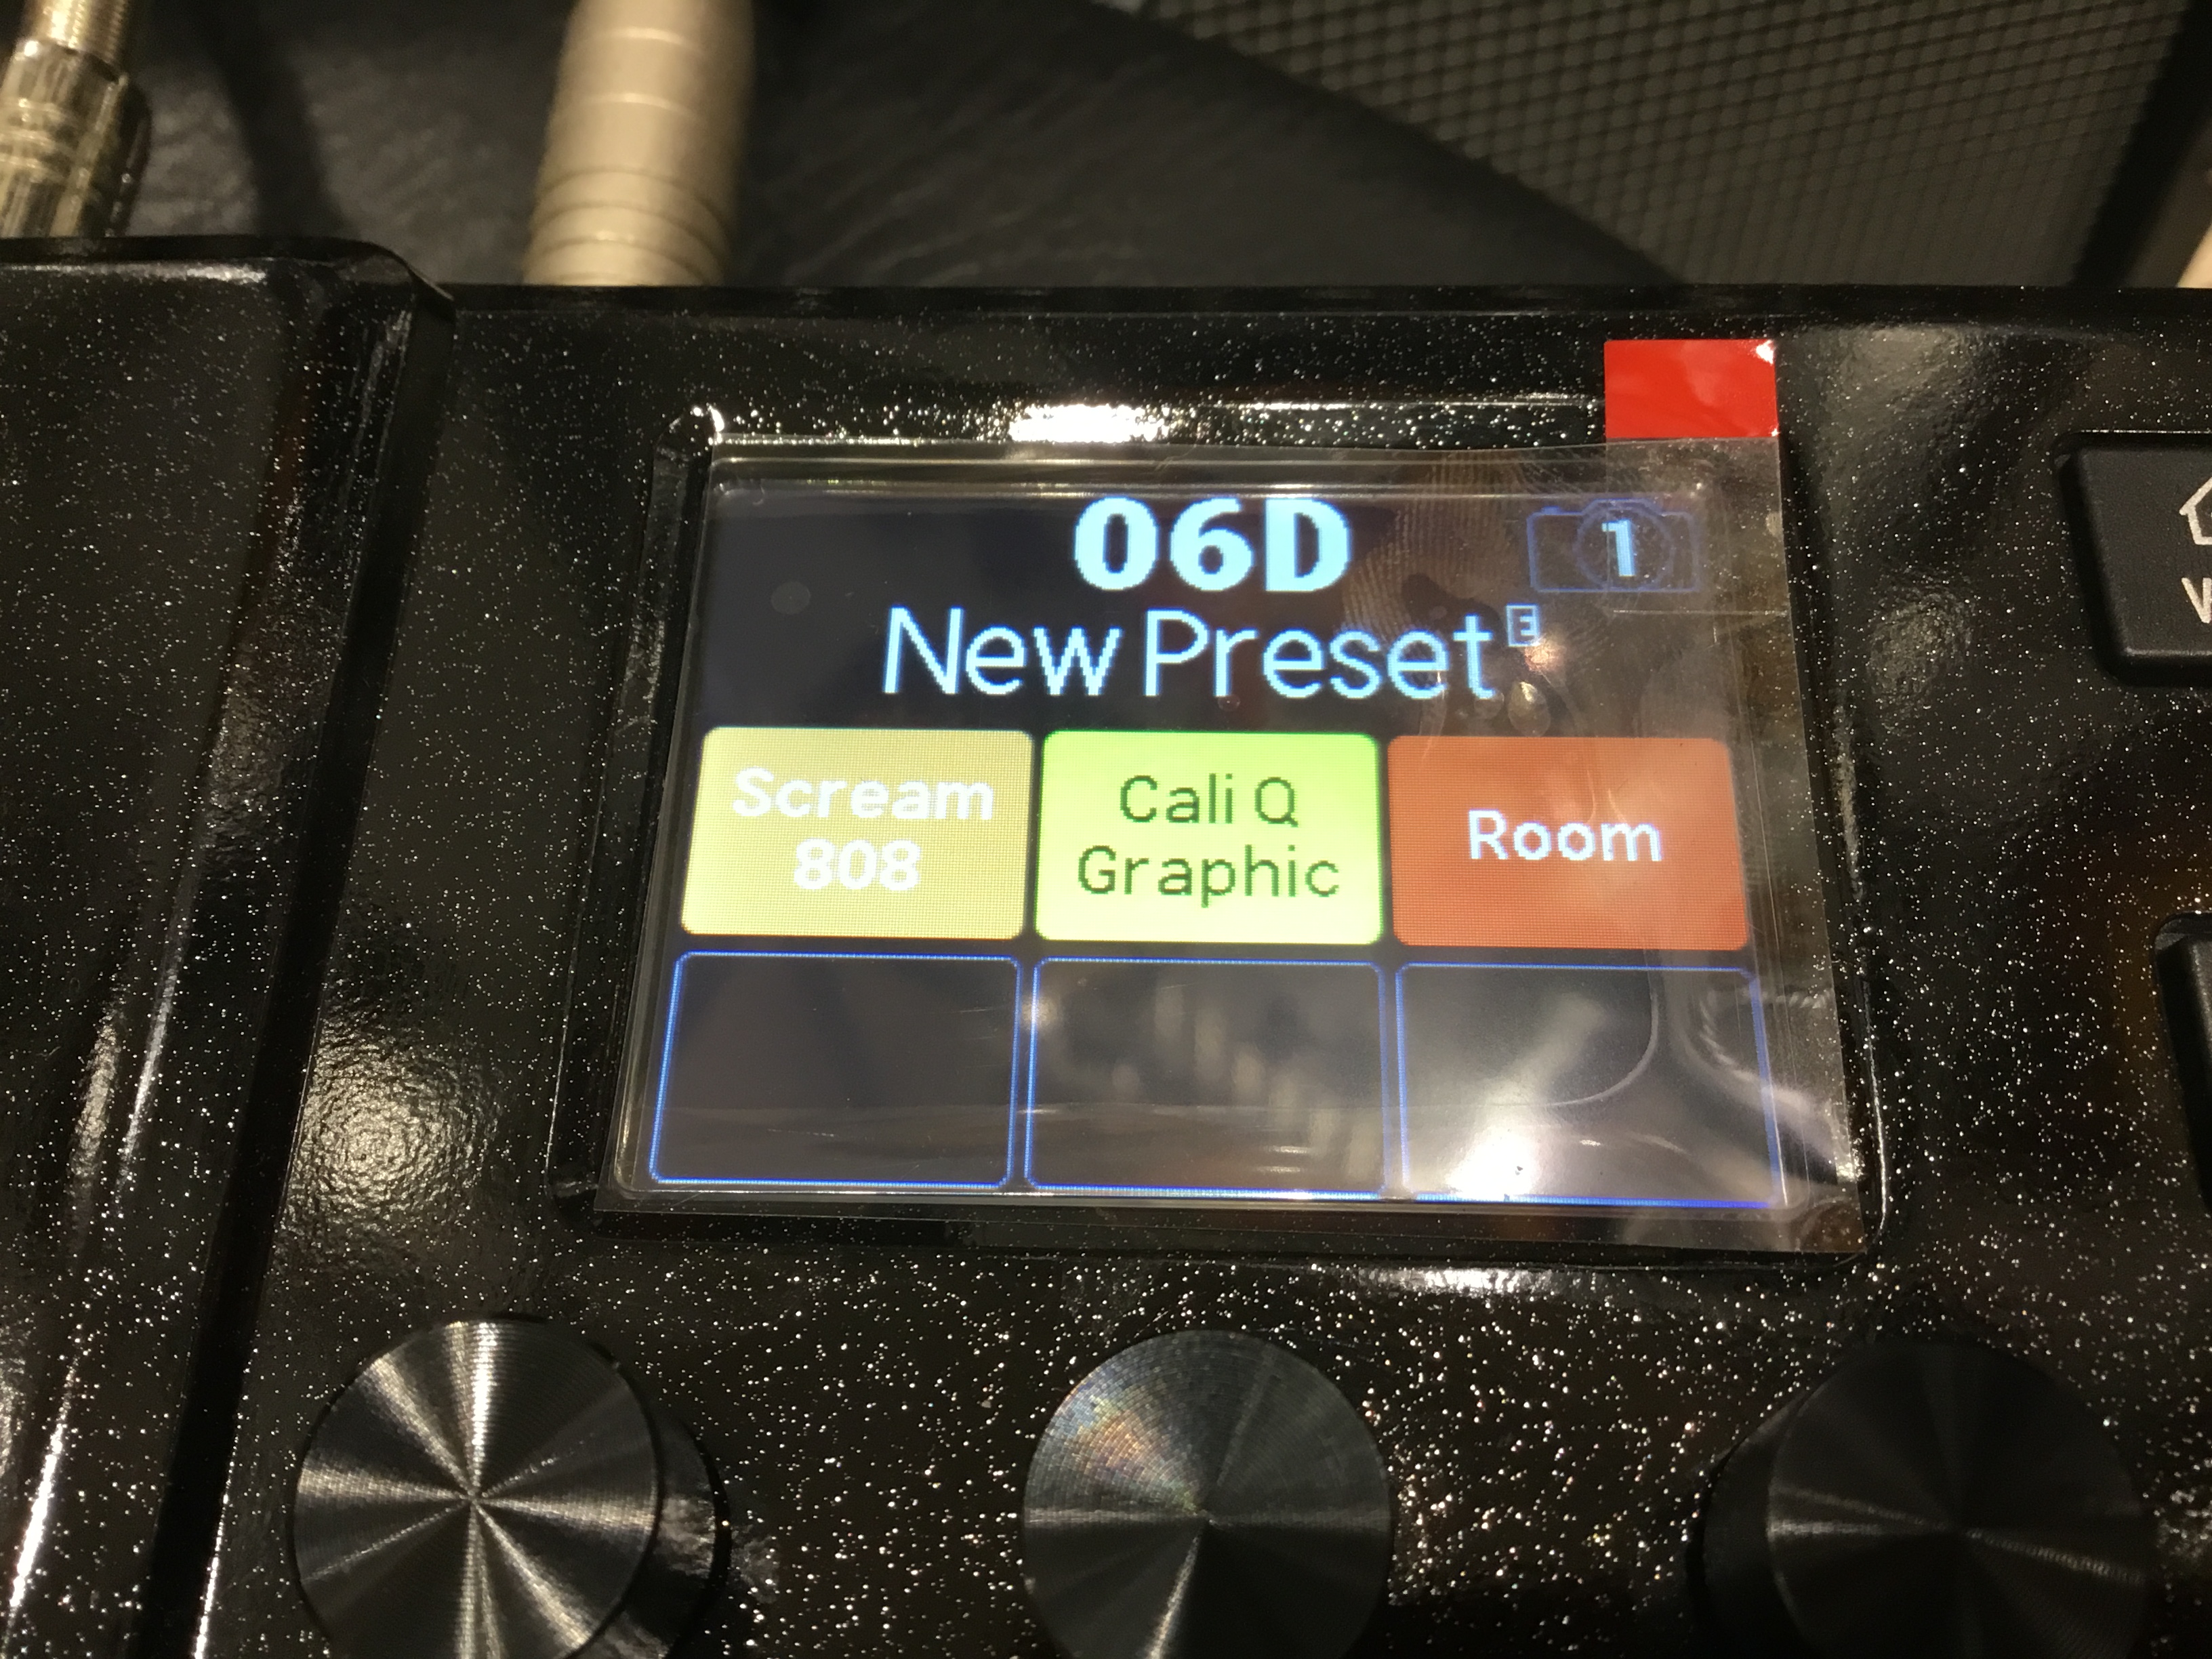 06D
1
New Preset E
Scream
808
Cali Q
Graphic
Room